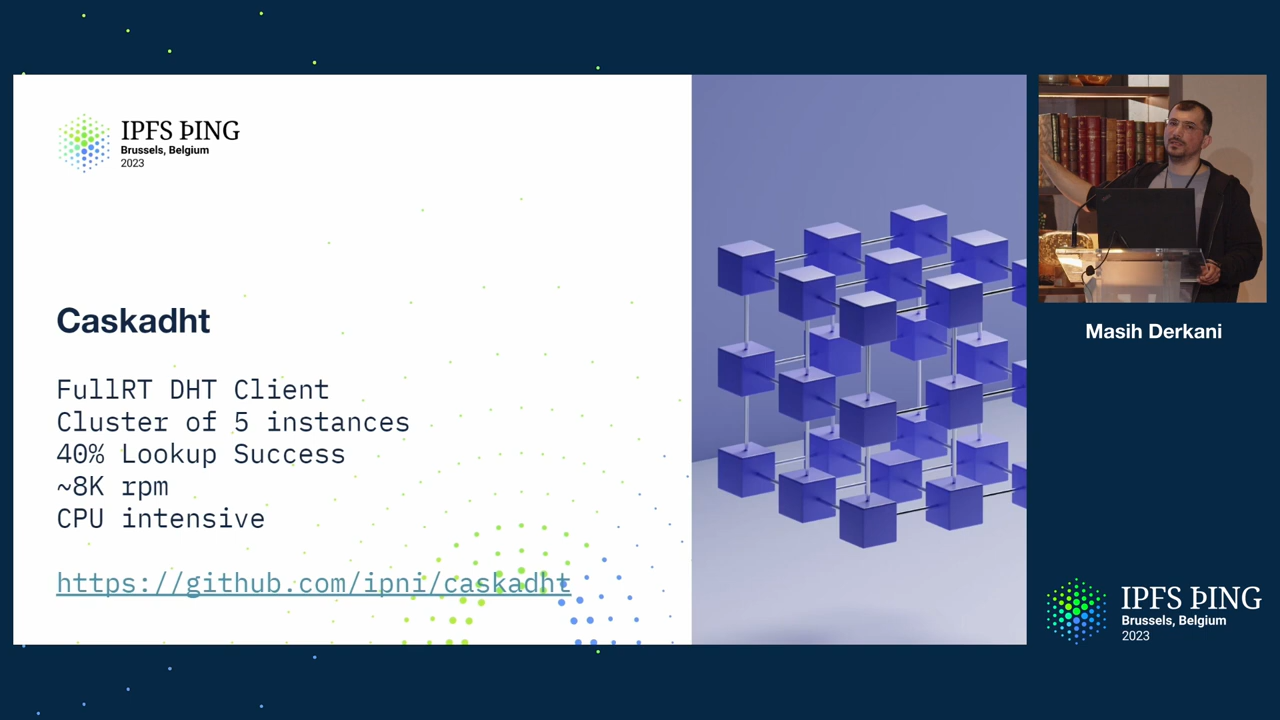 IPFS ÞING
Brussels, Belgium
2023
Caskadht
FullRT DHT Client
Cluster of 5 instances
40% Lookup Success
~8K rpm
CPU intensive
https://github.com/ipni/caskadht
Masih Derkani
IPFS ÞING
Brussels, Belgium
2023